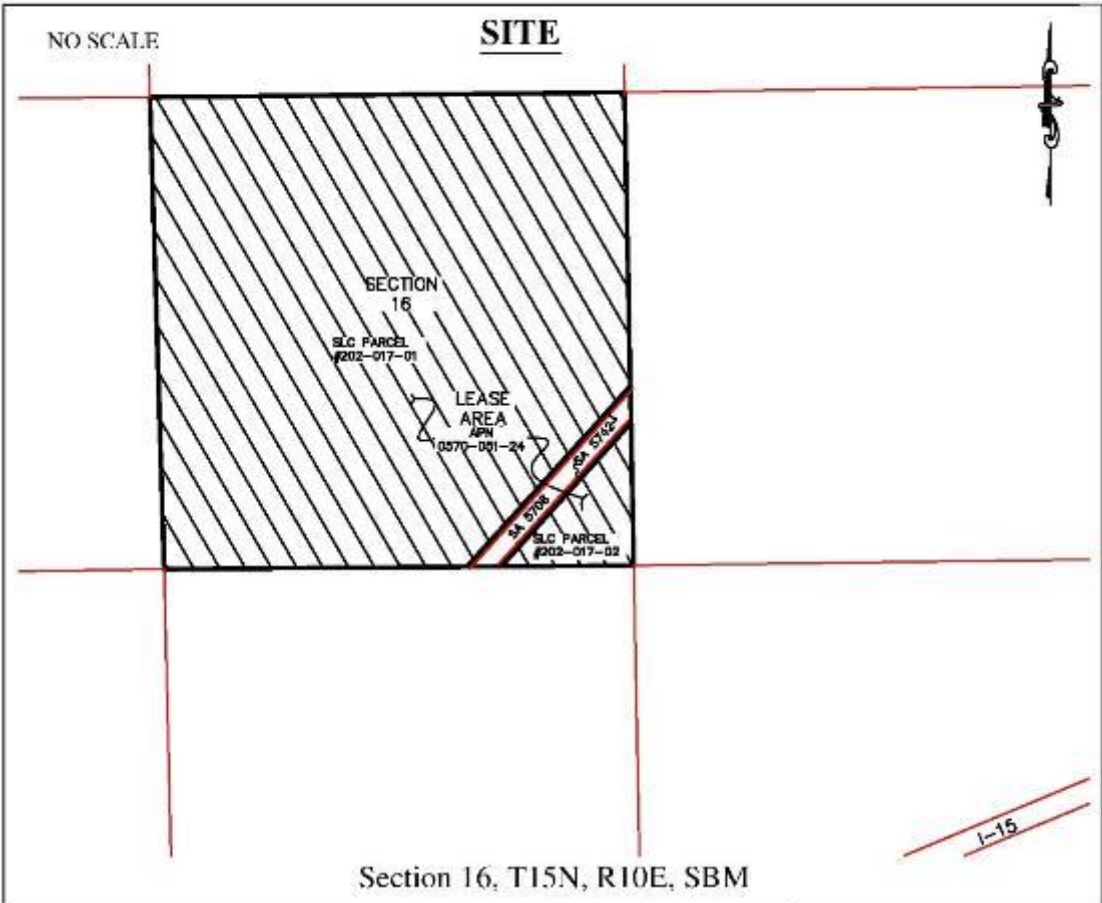 NO SCALE
SITE
SECTION
16
SLC PARCEL
#202-017-01
LEASE
AREA
APN
0570-051-24
SA 5742
SA 5708
SLC PARCEL
#202-017-02
I-15
Section 16, T15N, R10E, SBM